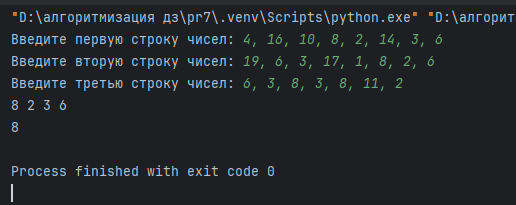 "D:\алгоритмизация дз\pr7\.venv\Scripts\python.exe" "D:\алгорит
Введите первую строку чисел: 4, 16, 10, 8, 2, 14, 3, 6
Введите вторую строку чисел: 19, 6, 3, 17, 1, 8, 2, 6
Введите третью строку чисел: 6, 3, 8, 3, 8, 11, 2
8 2 3 6
8
Process finished with exit code 0